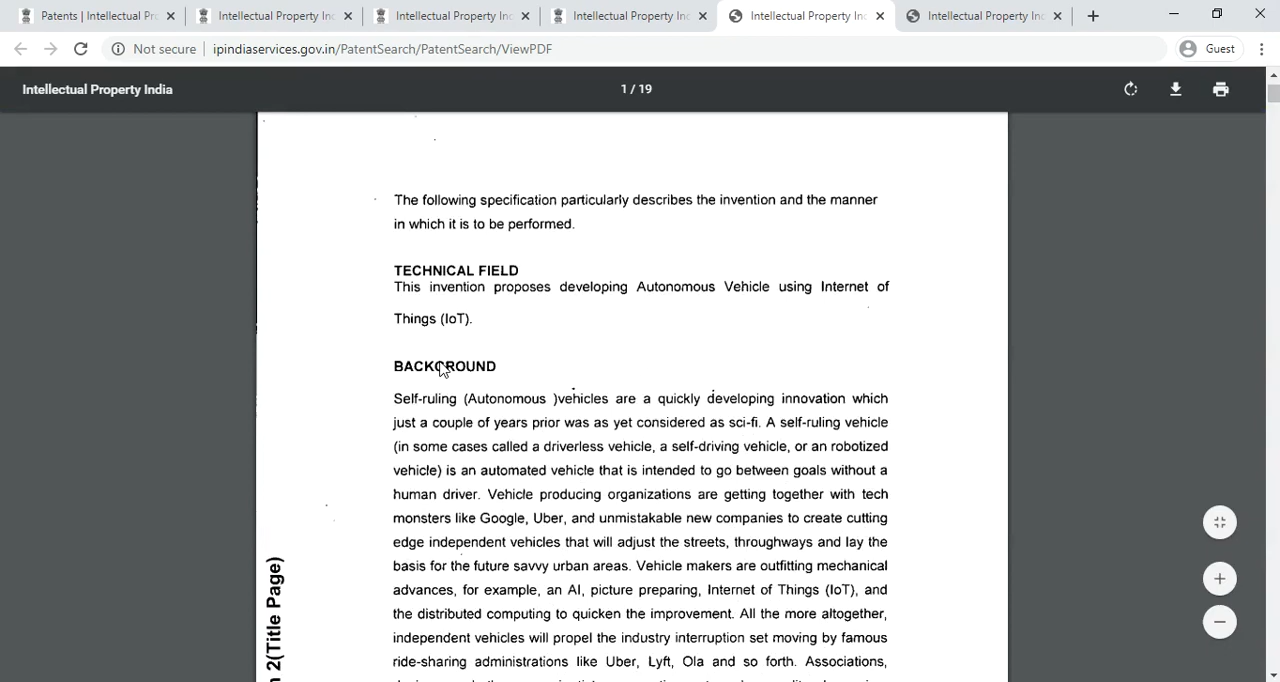 Patents | Intellectual Pr
Intellectual Property Inc
Intellectual Property Inc
Intellectual Property Inc
Intellectual Property In
Intellectual Property Inc
Not secure
ipindiaservices.gov.in/PatentSearch/PatentSearch/ViewPDF
Guest
Intellectual Property India
1 / 19
The following specification particularly describes the invention and the manner
in which it is to be performed.
TECHNICAL FIELD
This invention proposes developing Autonomous Vehicle using Internet of
Things (IoT).
BACKGROUND
Self-ruling (Autonomous )vehicles are a quickly developing innovation which
just a couple of years prior was as yet considered as sci-fi. A self-ruling vehicle
(in some cases called a driverless vehicle, a self-driving vehicle, or an robotized
vehicle) is an automated vehicle that is intended to go between goals without a
human driver. Vehicle producing organizations are getting together with tech
monsters like Google, Uber, and unmistakable new companies to create cutting
edge independent vehicles that will adjust the streets, throughways and lay the
basis for the future savvy urban areas. Vehicle makers are outfitting mechanical
advances, for example, an AI, picture preparing, Internet of Things (IoT), and
the distributed computing to quicken the improvement. All the more altogether,
independent vehicles will propel the industry interruption set moving by famous
ride-sharing administrations like Uber, Lyft, Ola and so forth. Associations,
2(Title Page)